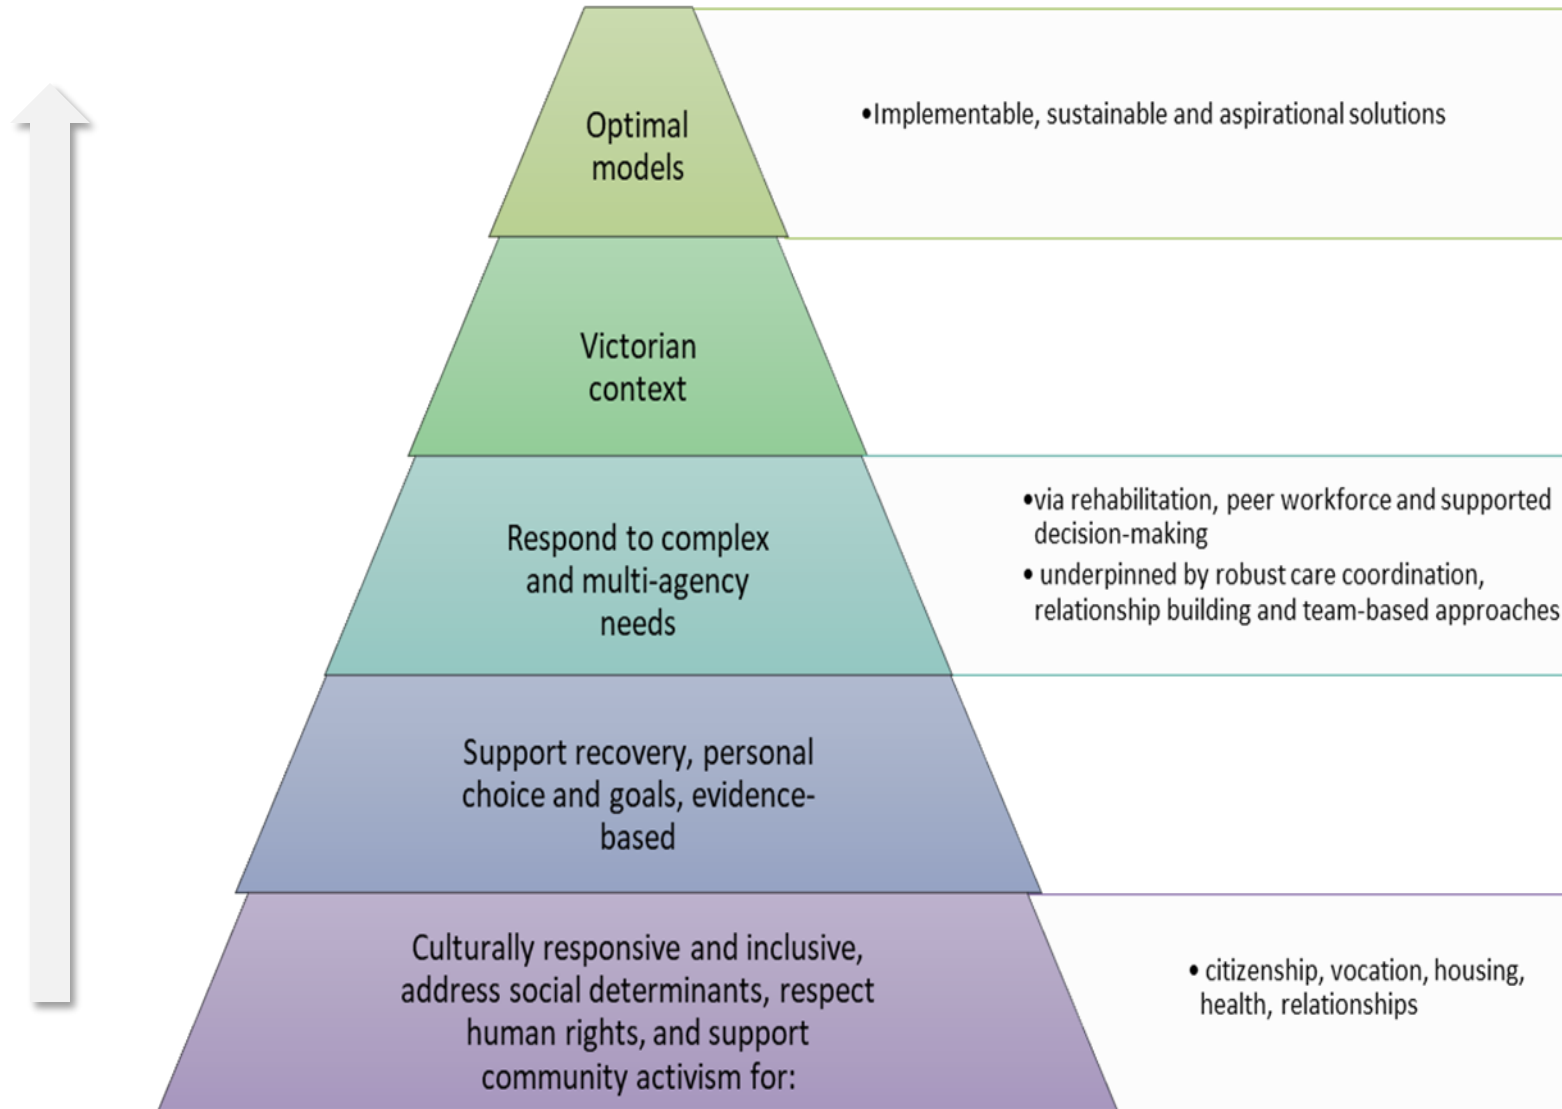 Optimal
models
•Implementable, sustainable and aspirational solutions
Victorian
context
Respond to complex
and multi-agency
needs
•via rehabilitation, peer workforce and supported
decision-making
• underpinned by robust care coordination,
relationship building and team-based approaches
Support recovery, personal
choice and goals, evidence-
based
Culturally responsive and inclusive,
address social determinants, respect
human rights, and support
community activism for:
• citizenship, vocation, housing,
health, relationships